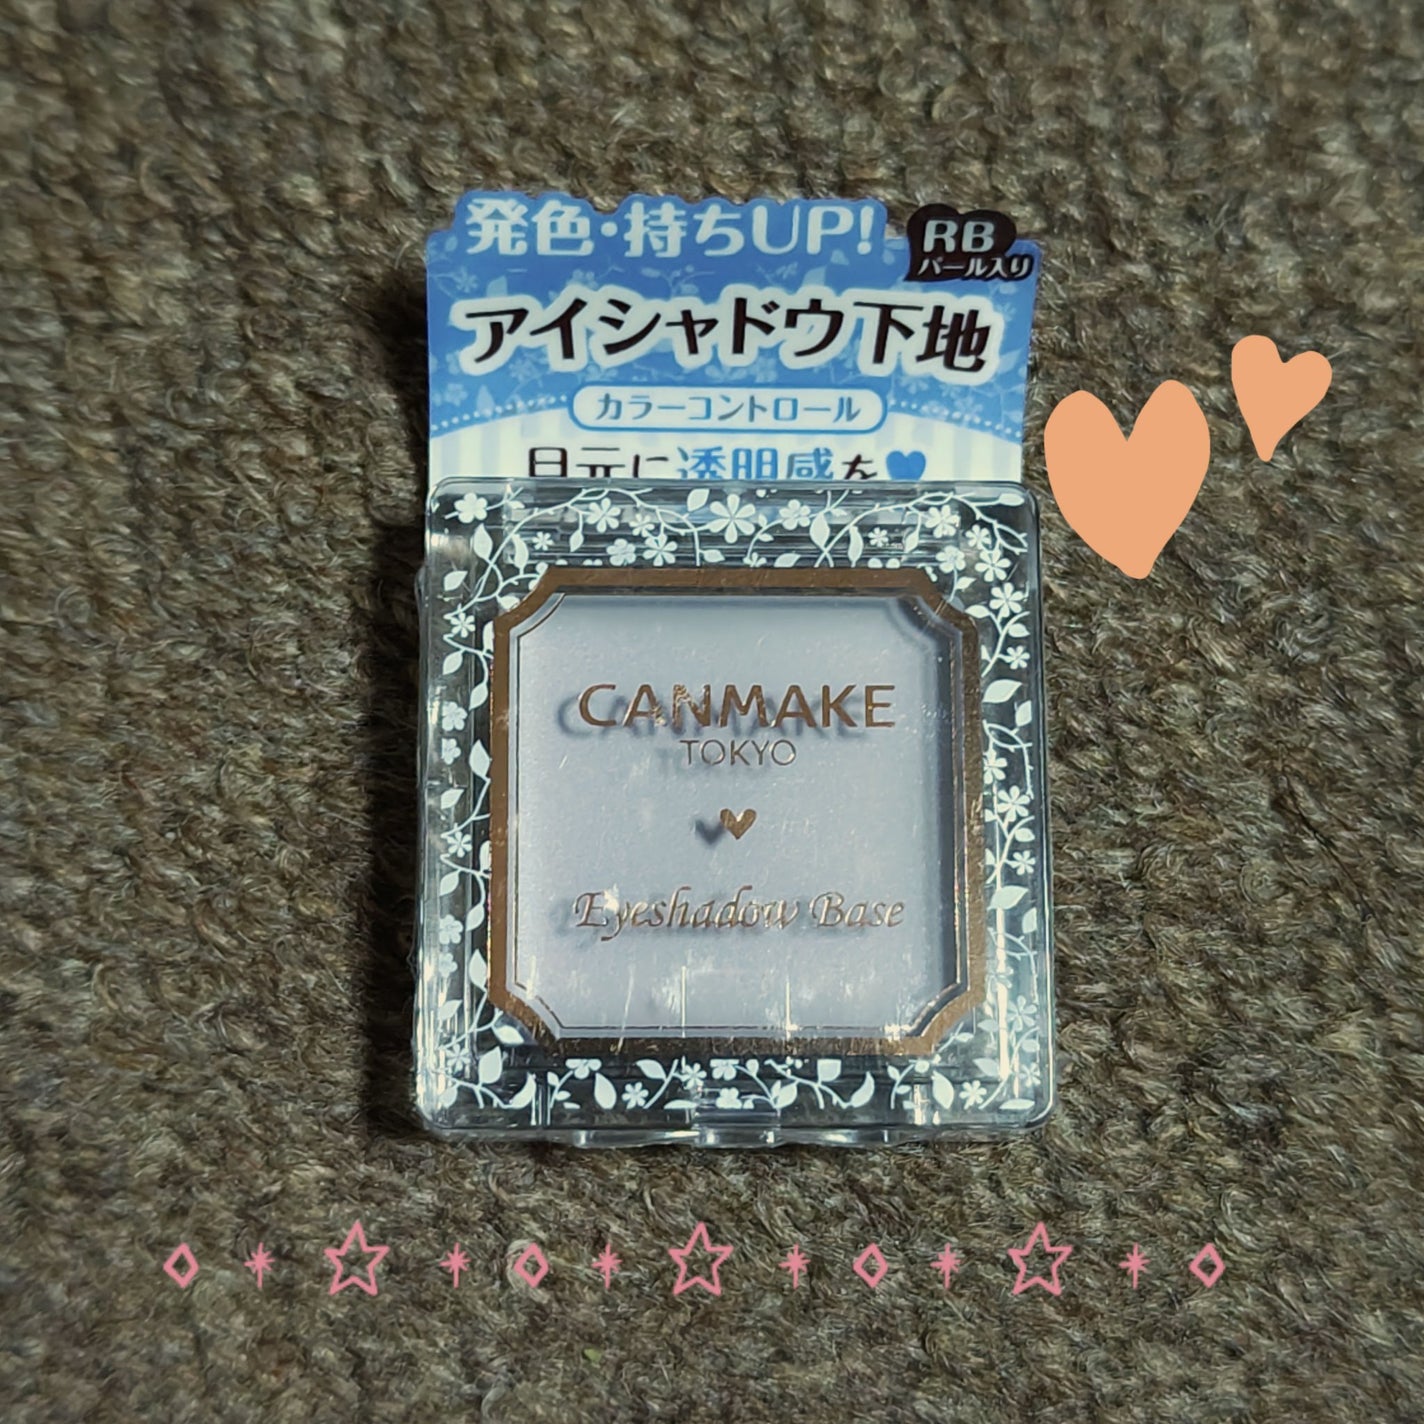 発色・持ちUP!
RB
パール入り
アイシャドウ下地
カラーコントロール
目元に透明感を♥
CANMAKE
TOKYO
Eyeshadow Base